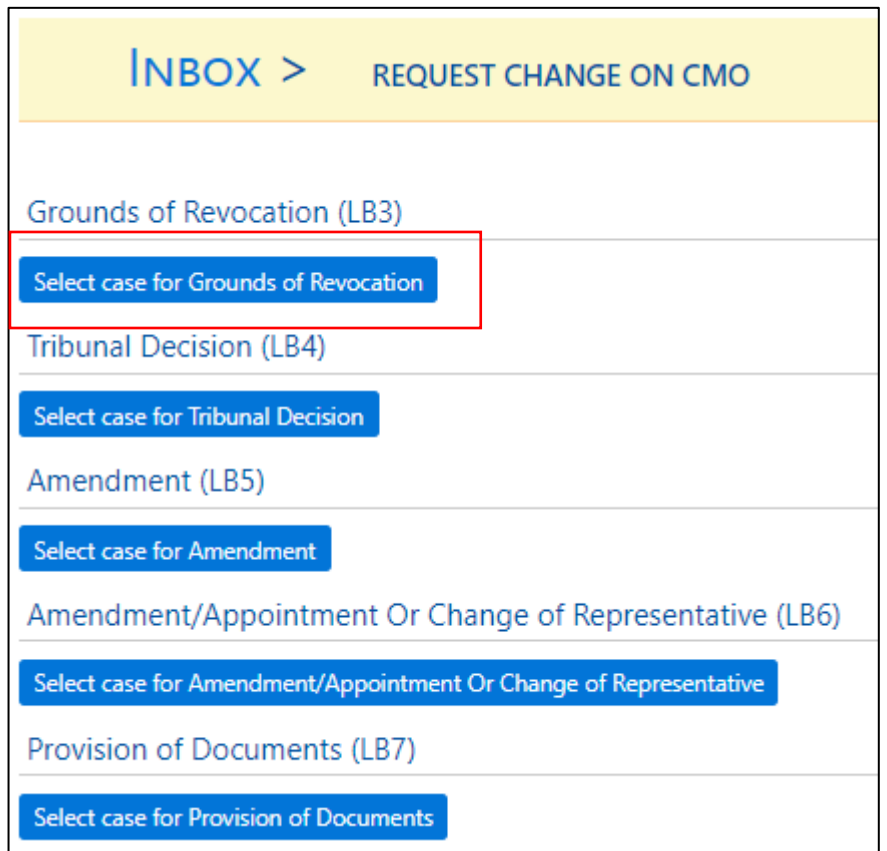 INBOX > REQUEST CHANGE ON CMO
Grounds of Revocation (LB3)
Select case for Grounds of Revocation
Tribunal Decision (LB4)
Select case for Tribunal Decision
Amendment (LB5)
Select case for Amendment
Amendment/Appointment Or Change of Representative (LB6)
Select case for Amendment/Appointment Or Change of Representative
Provision of Documents (LB7)
Select case for Provision of Documents